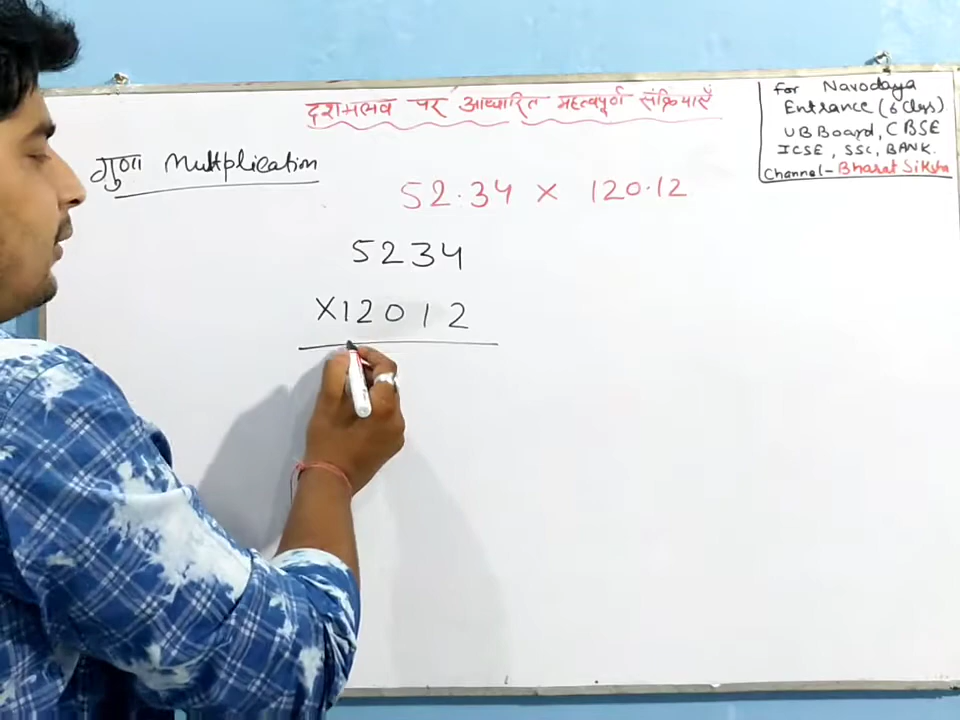 दशमलव पर आधारित महत्वपूर्ण संक्रियाएँ
For Navodaya
Entrance (6 Class)
UB Board, CBSE
ICSE, SSC, BANK.
Channel- Bharat Siksha
गुणा Multplication
52.34 × 120.12
5234
×12012